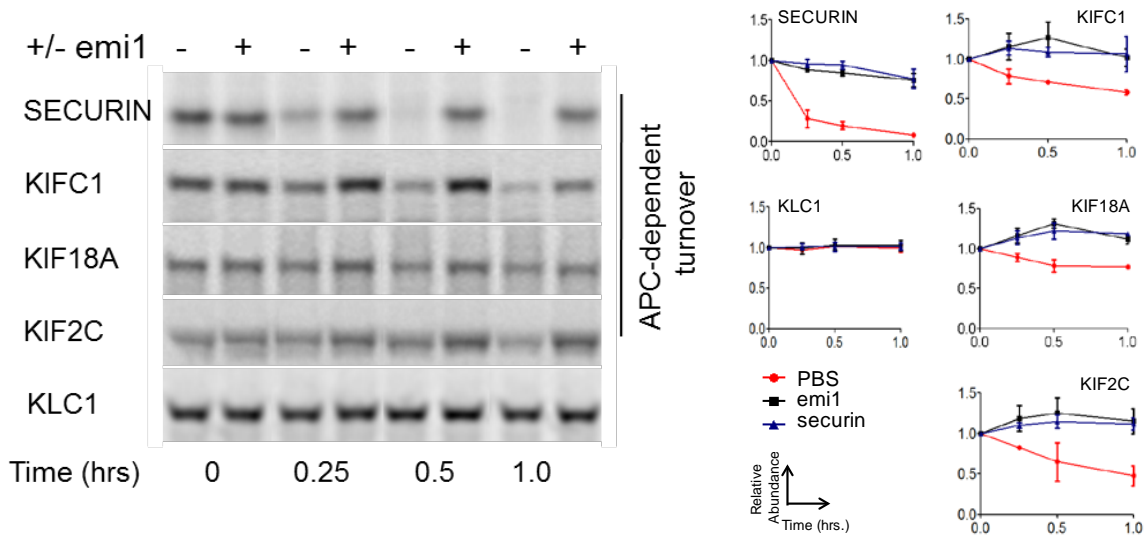 +/- emi1 - + - + - + - +
SECURIN
KIFC1
KIF18A
KIF2C
KLC1
Time (hrs) 0 0.25 0.5 1.0
APC-dependent
turnover
SECURIN
1.5
1.0
0.5
0.0
0.0 0.5 1.0
KIFC1
1.5
1.0
0.5
0.0
0.0 0.5 1.0
KLC1
1.5
1.0
0.5
0.0
0.0 0.5 1.0
KIF18A
1.5
1.0
0.5
0.0
0.0 0.5 1.0
PBS
emi1
securin
Relative
Abundance
Time (hrs.)
KIF2C
1.5
1.0
0.5
0.0
0.0 0.5 1.0